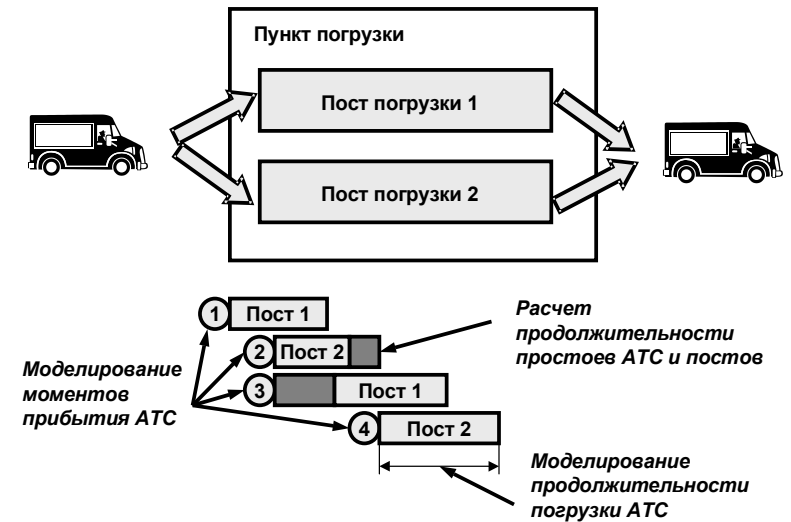 Пункт погрузки
Пост погрузки 1
Пост погрузки 2
1 Пост 1
Расчет
продолжительности
простоев АТС и постов
2 Пост 2
Моделирование
моментов
прибытия АТС
3 Пост 1
4 Пост 2
Моделирование
продолжительности
погрузки АТС